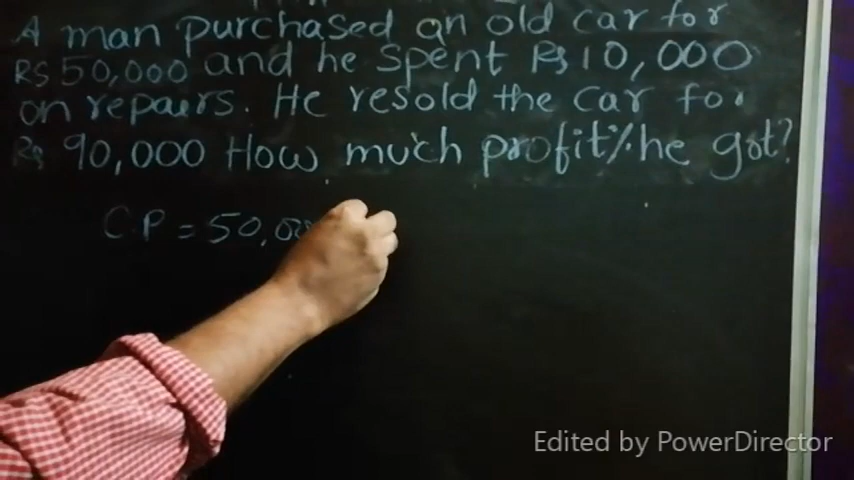 A man purchased an old car for
RS 50,000 and he spent Rs 10,000
on repairs. He resold the car for
Rs 90,000 How much profit% he got?
C.P = 50,00
Edited by PowerDirector